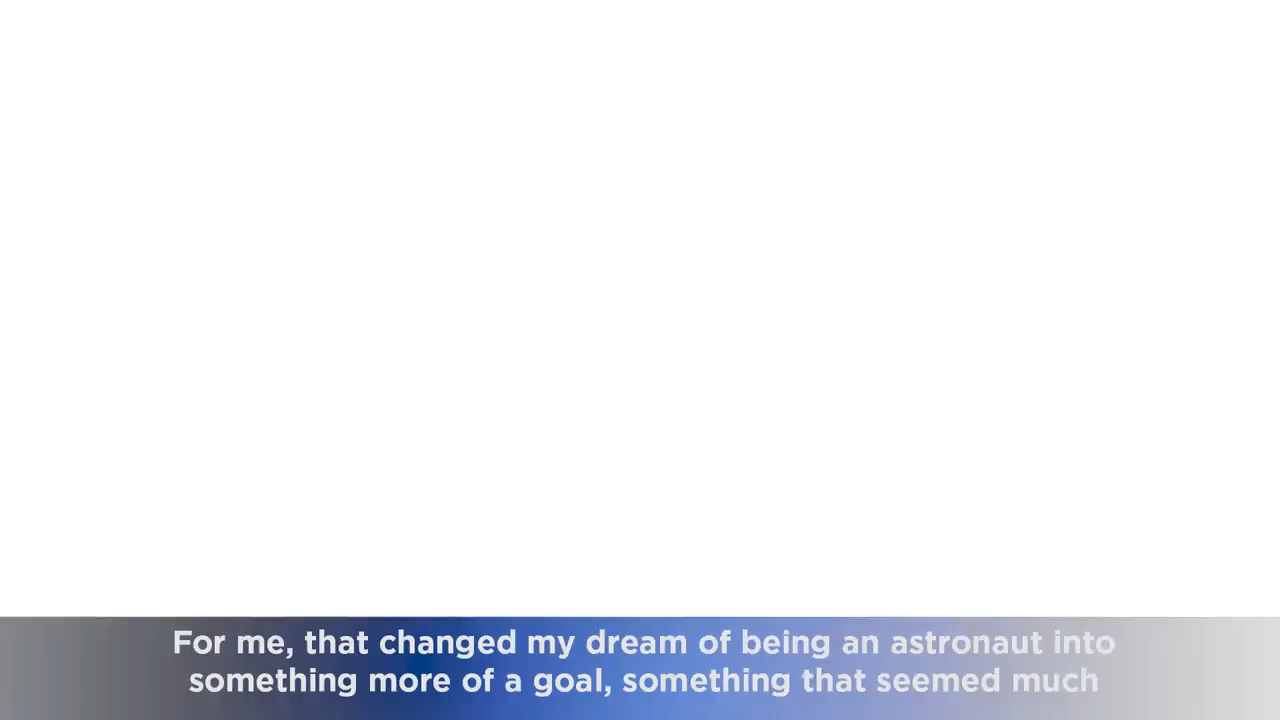 For me, that changed my dream of being an astronaut into
something more of a goal, something that seemed much